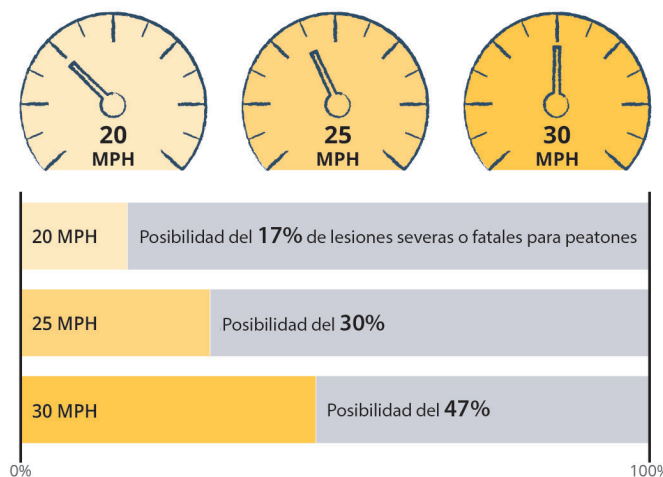 20
MPH
25
MPH
30
MPH
20 MPH
Posibilidad del 17% de lesiones severas o fatales para peatones
25 MPH
Posibilidad del 30%
30 MPH
Posibilidad del 47%
0%
100%